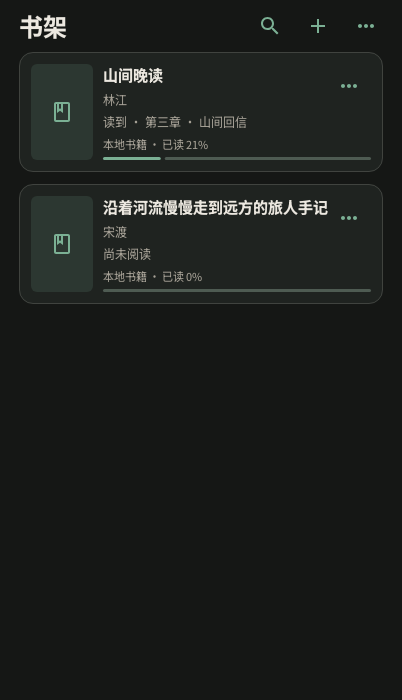 书架
山间晚读
林江
读到 · 第三章 · 山间回信
本地书籍 · 已读 21%
沿着河流慢慢走到远方的旅人手记
宋渡
尚未阅读
本地书籍 · 已读 0%